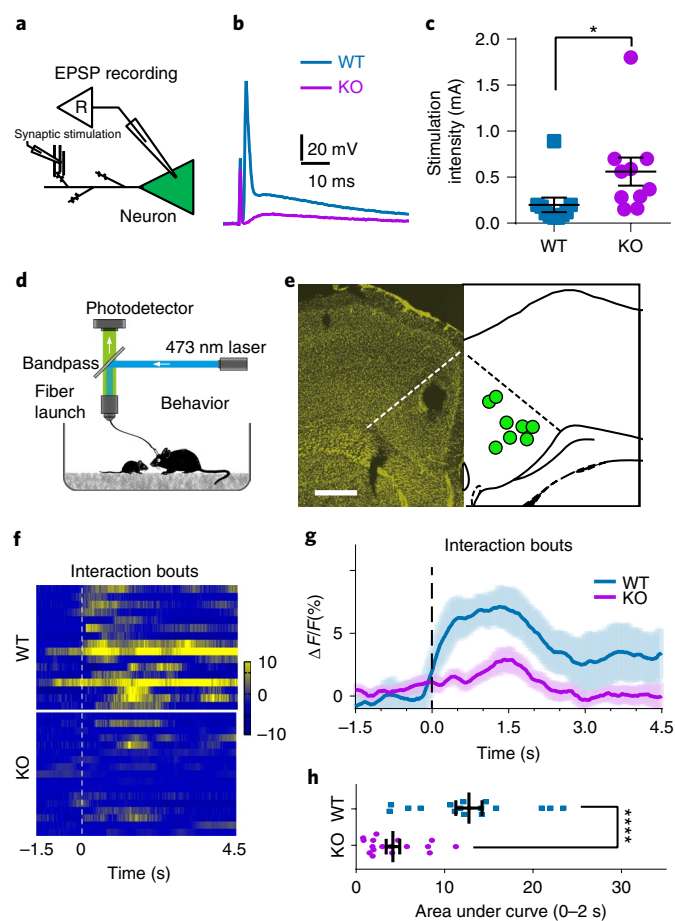 a
EPSP recording
R
Synaptic stimulation
Neuron
b
WT
KO
20 mV
10 ms
c
*
Stimulation
intensity (mA)
2.0
1.5
1.0
0.5
0.0
WT
KO
d
Photodetector
473 nm laser
Bandpass
Fiber
launch
Behavior
e
f
Interaction bouts
WT
KO
10
0
−10
−1.5
0
4.5
Time (s)
g
Interaction bouts
WT
KO
Δ F/F(%)
5
0
−1.5
0.0
1.5
3.0
4.5
Time (s)
h
WT
KO
****
0
10
20
30
Area under curve (0–2 s)